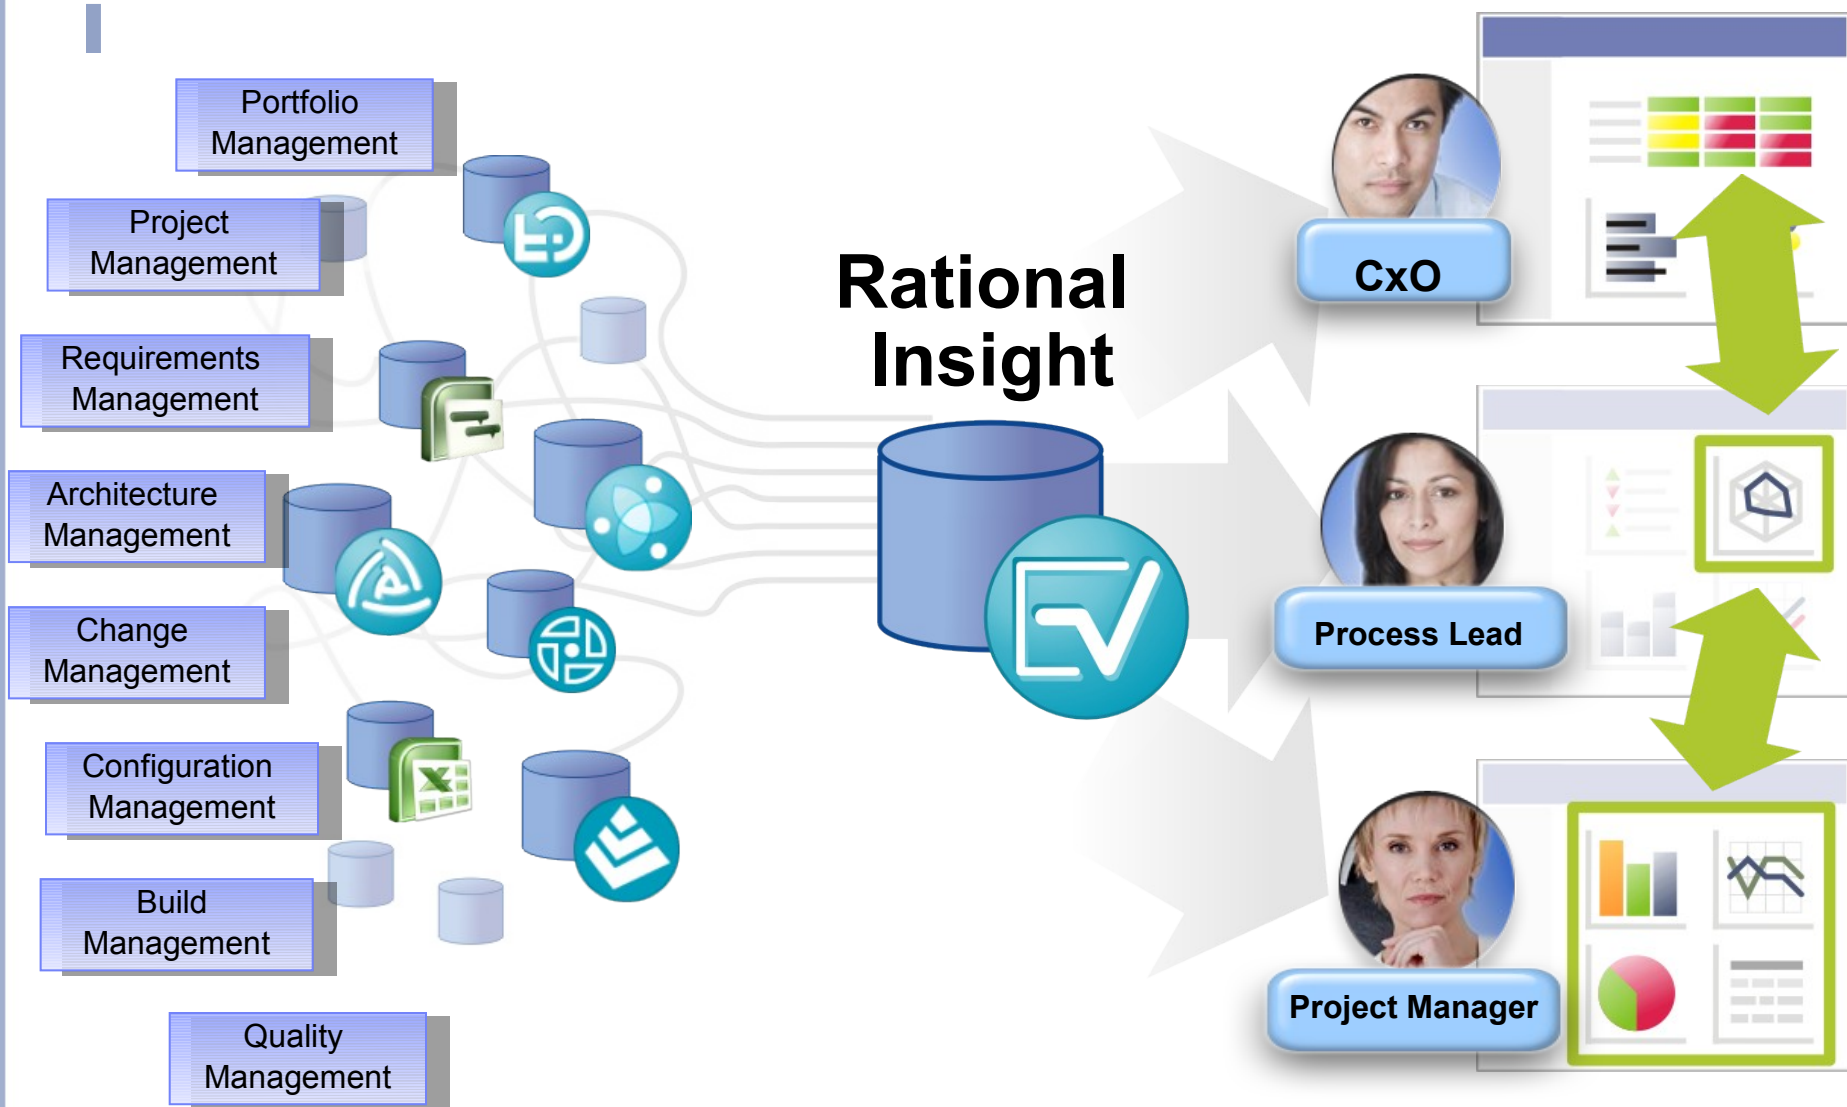 Portfolio
Management
Project
Management
Requirements
Management
Architecture
Management
Change
Management
Configuration
Management
Build
Management
Quality
Management
Rational
Insight
CxO
Process Lead
Project Manager